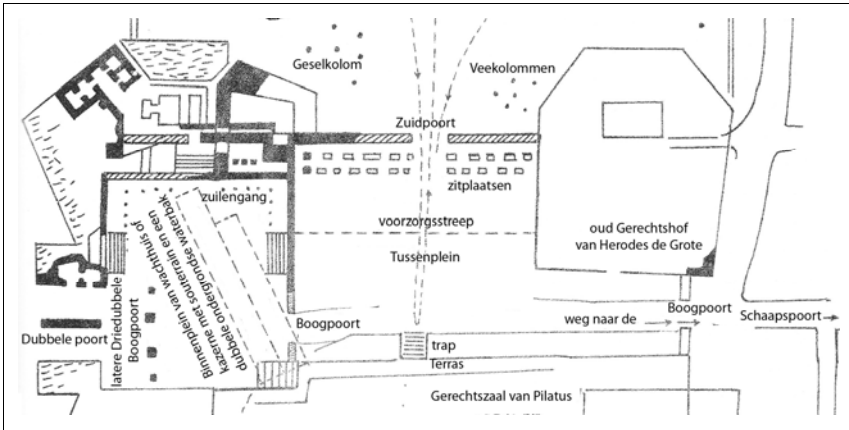 Geselkolom
Veekolommen
Zuidpoort
zitplaatsen
zuilengang
voorzorgsstreep
oud Gerechtshof
van Herodes de Grote
Tussenplein
Binnenplein van wachthuis of
kazerne met souterrain en een
dubbele ondergrondse waterbak
latere Driedubbele
Boogpoort
Dubbele poort
Boogpoort
weg naar de
Boogpoort
Schaapspoort
trap
Terras
Gerechtszaal van Pilatus